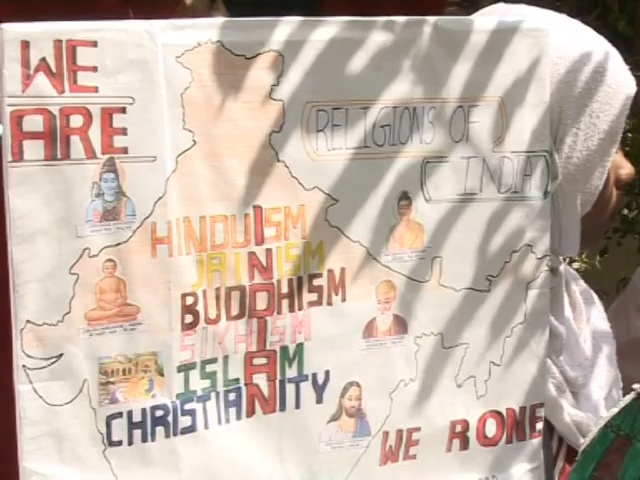 WE
ARE
RELIGIONS OF
INDIA
HINDUISM
JAINISM
BUDDHISM
SIKHISM
ISLAM
CHRISTIANITY
WE R ONE